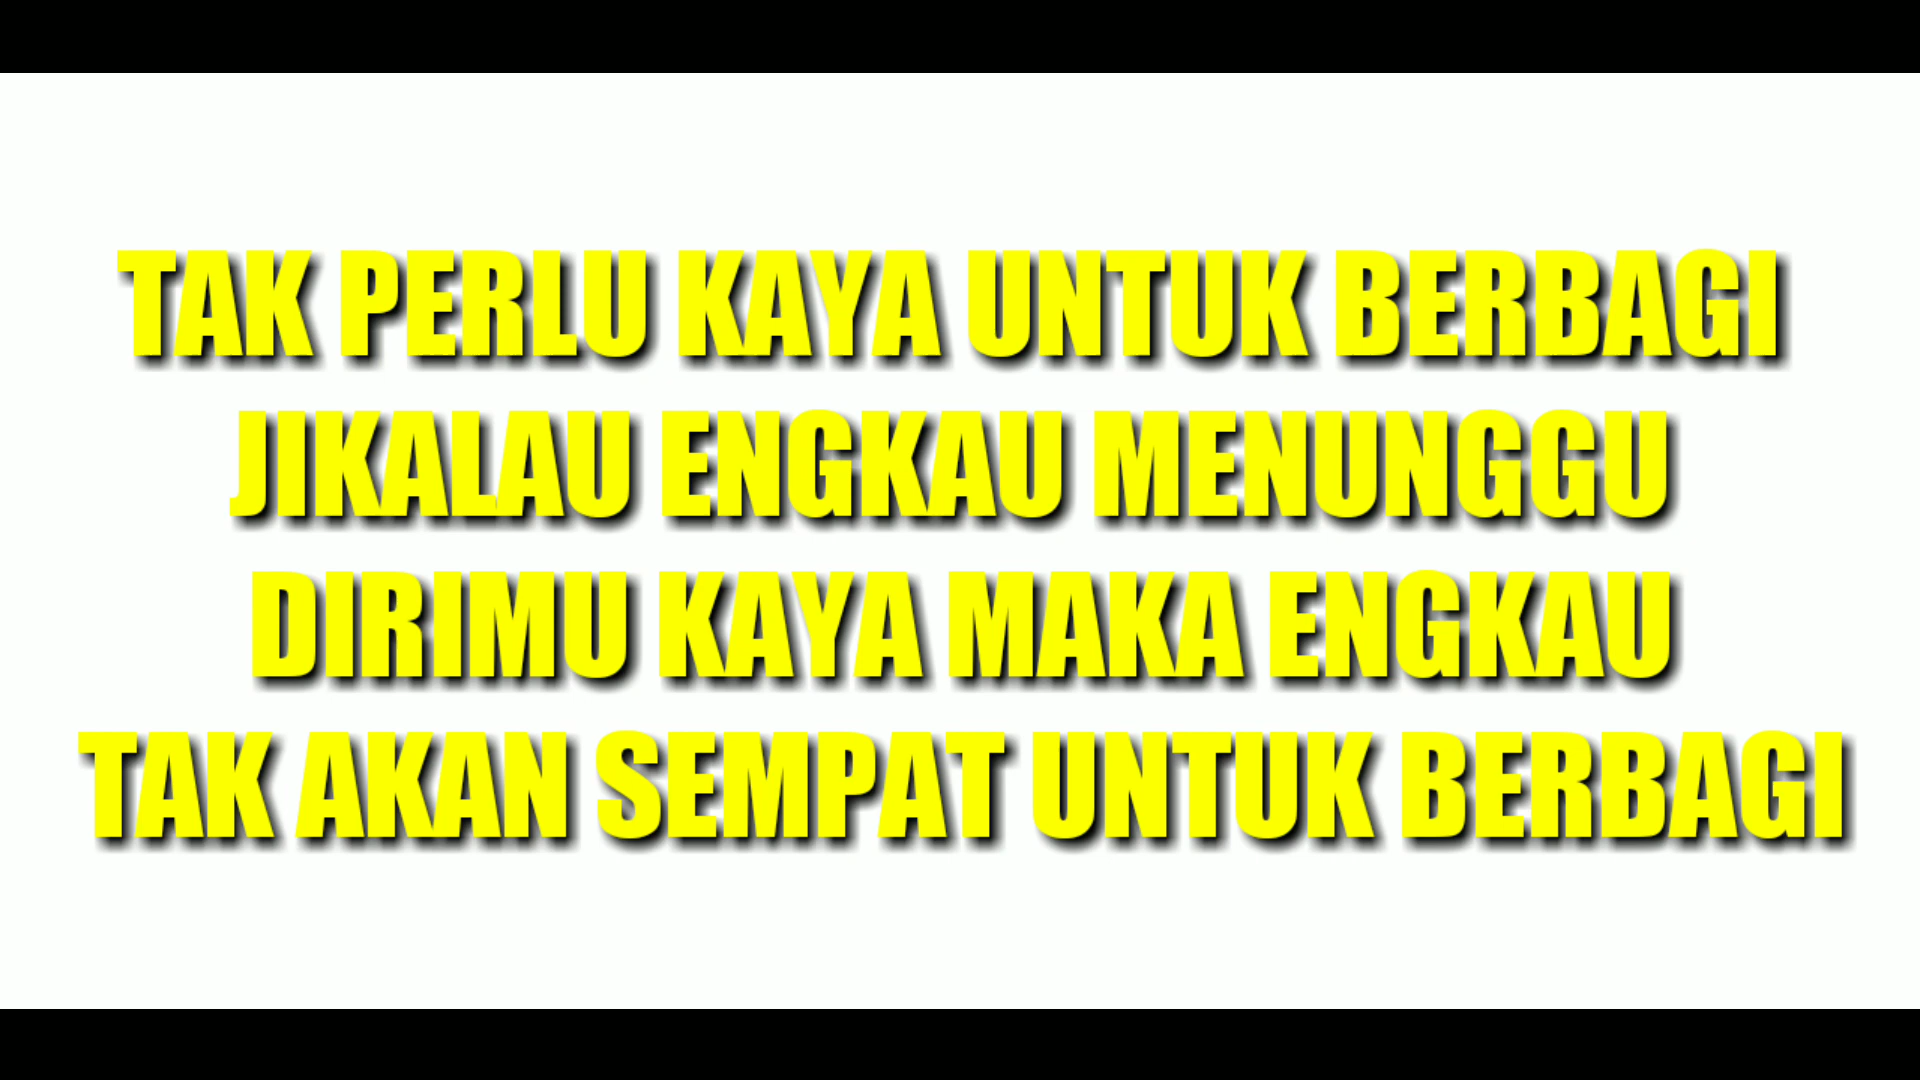 TAK PERLU KAYA UNTUK BERBAGI
JIKALAU ENGKAU MENUNGGU
DIRIMU KAYA MAKA ENGKAU
TAK AKAN SEMPAT UNTUK BERBAGI